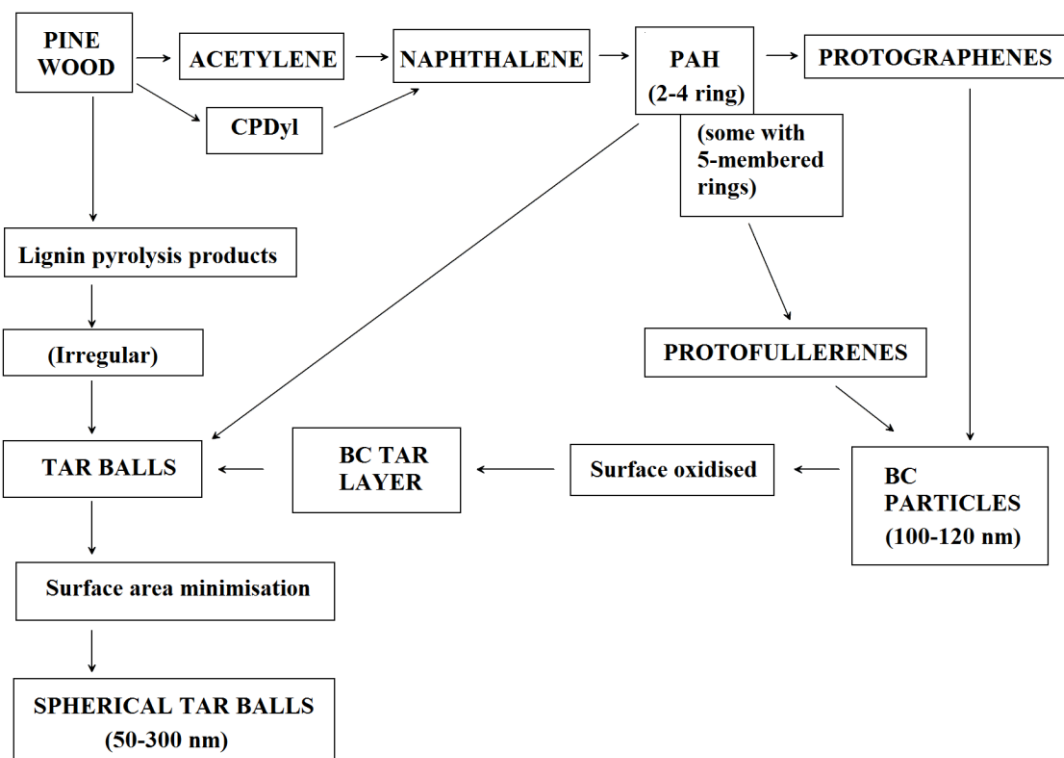 PINE
WOOD
ACETYLENE
NAPHTHALENE
PAH
(2-4 ring)
PROTOGRAPHENES
CPDyl
(some with
5-membered
rings)
Lignin pyrolysis products
(Irregular)
PROTOFULLERENES
TAR BALLS
BC TAR
LAYER
Surface oxidised
BC
PARTICLES
(100-120 nm)
Surface area minimisation
SPHERICAL TAR BALLS
(50-300 nm)